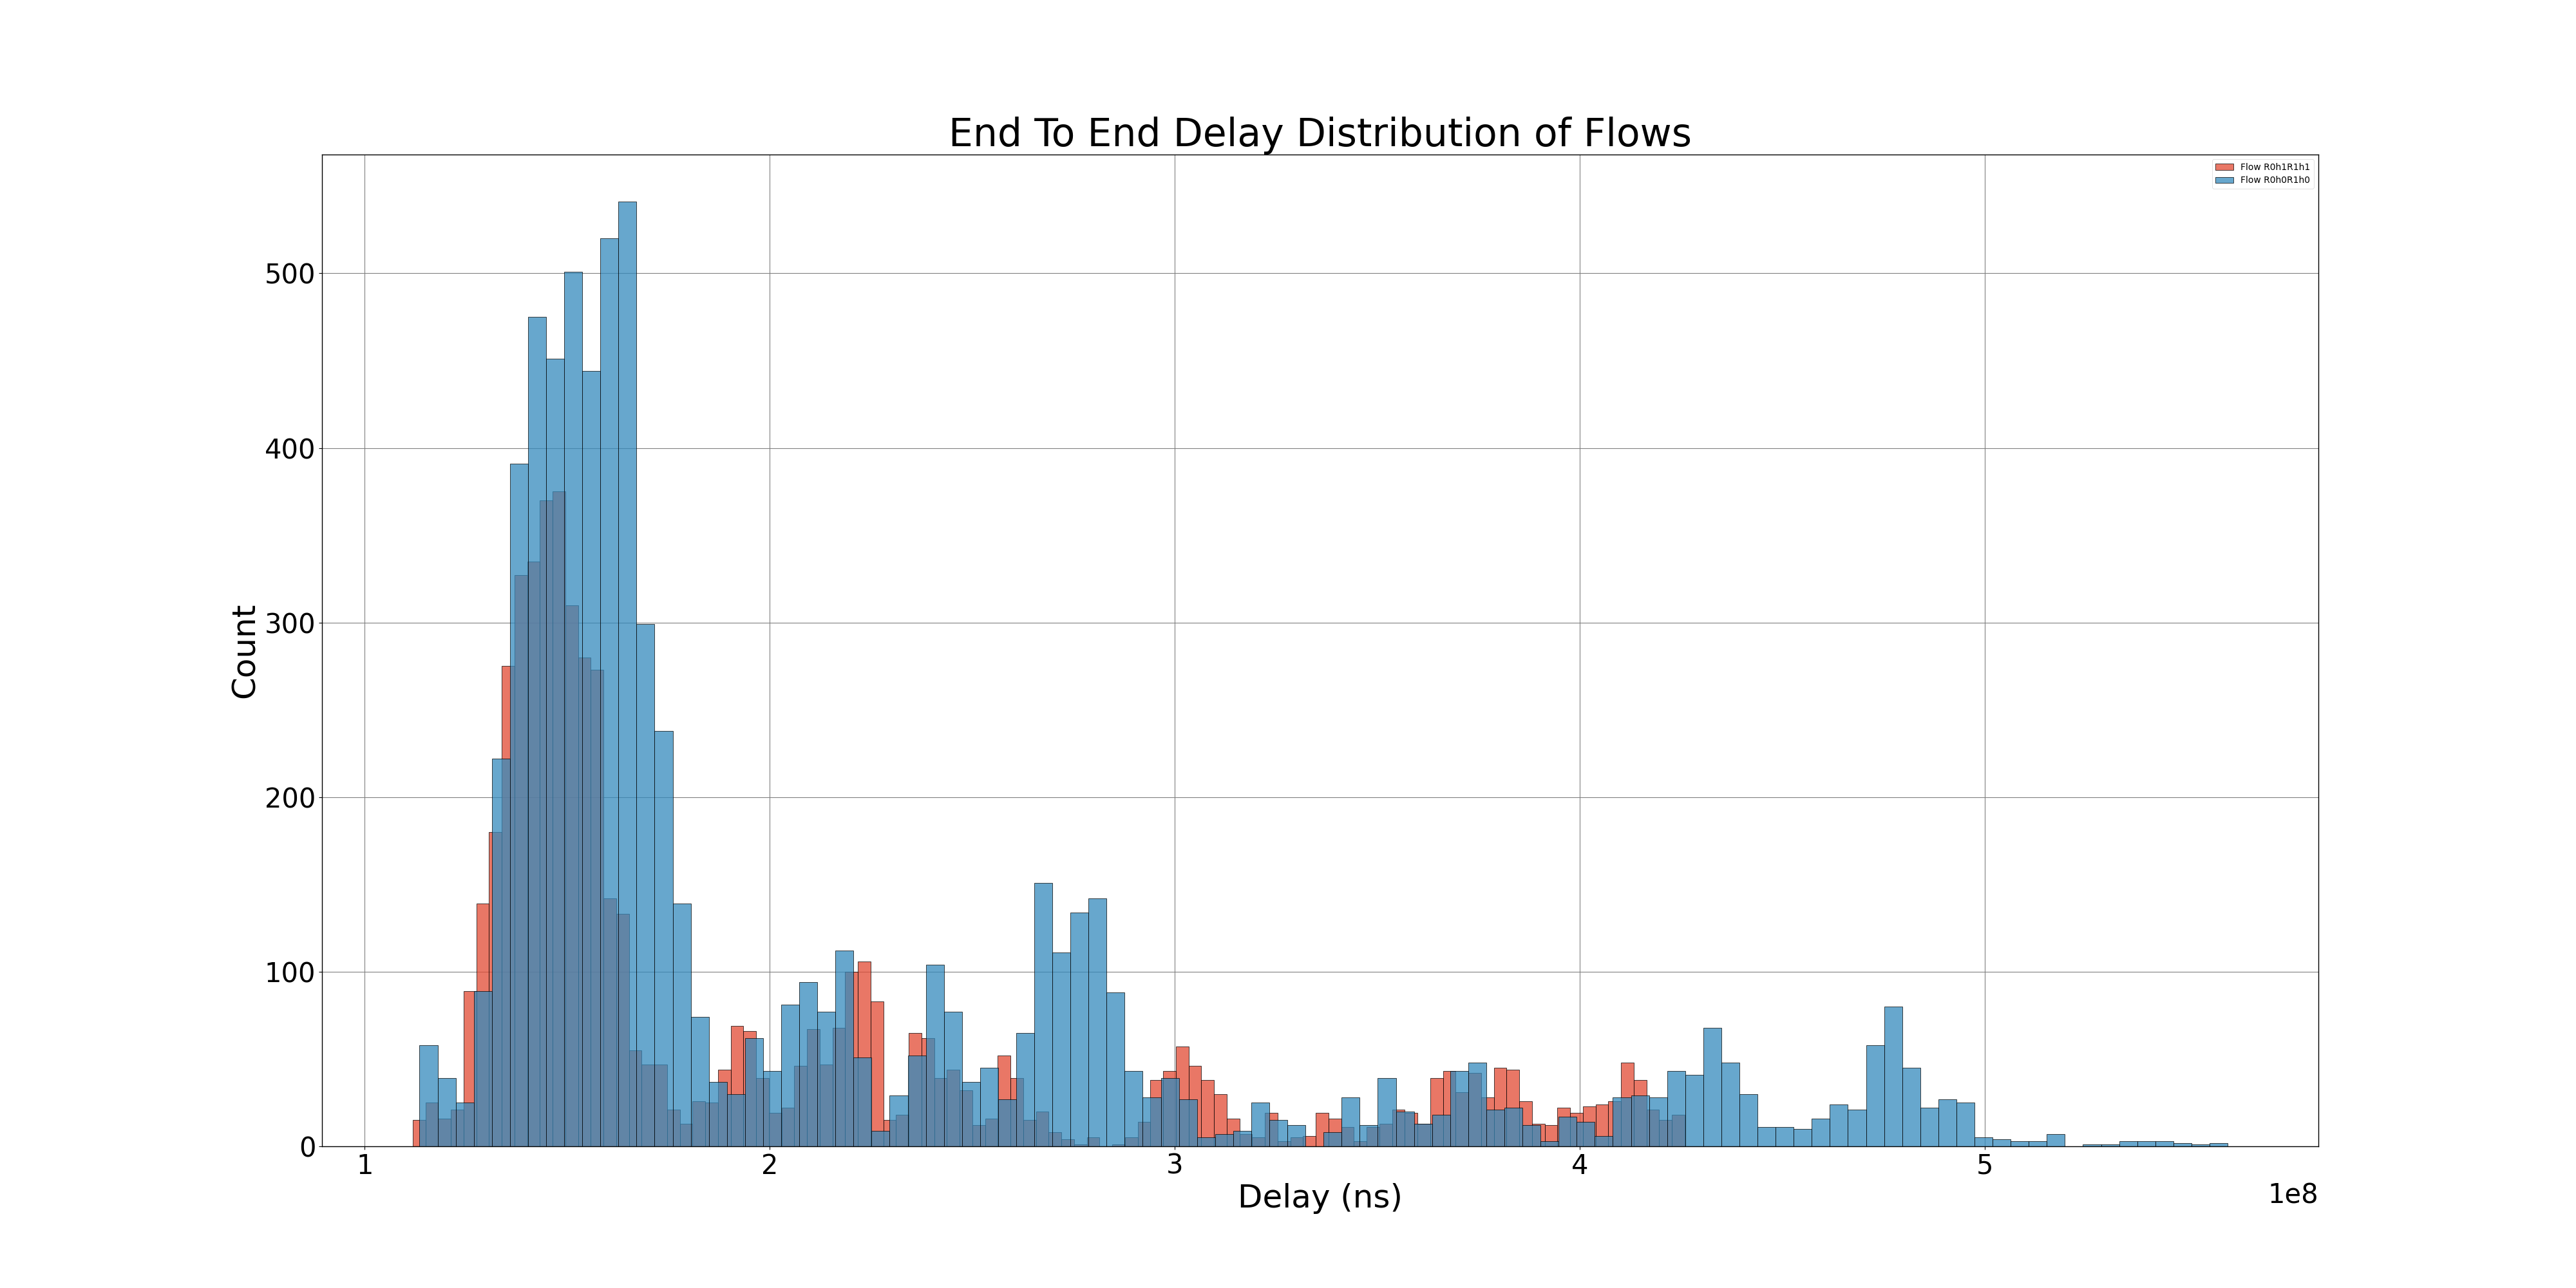 End To End Delay Distribution of Flows
Flow R0h1R1h1
Flow R0h0R1h0
Count
500
400
300
200
100
0
1 2 3 4 5
Delay (ns)
1e8